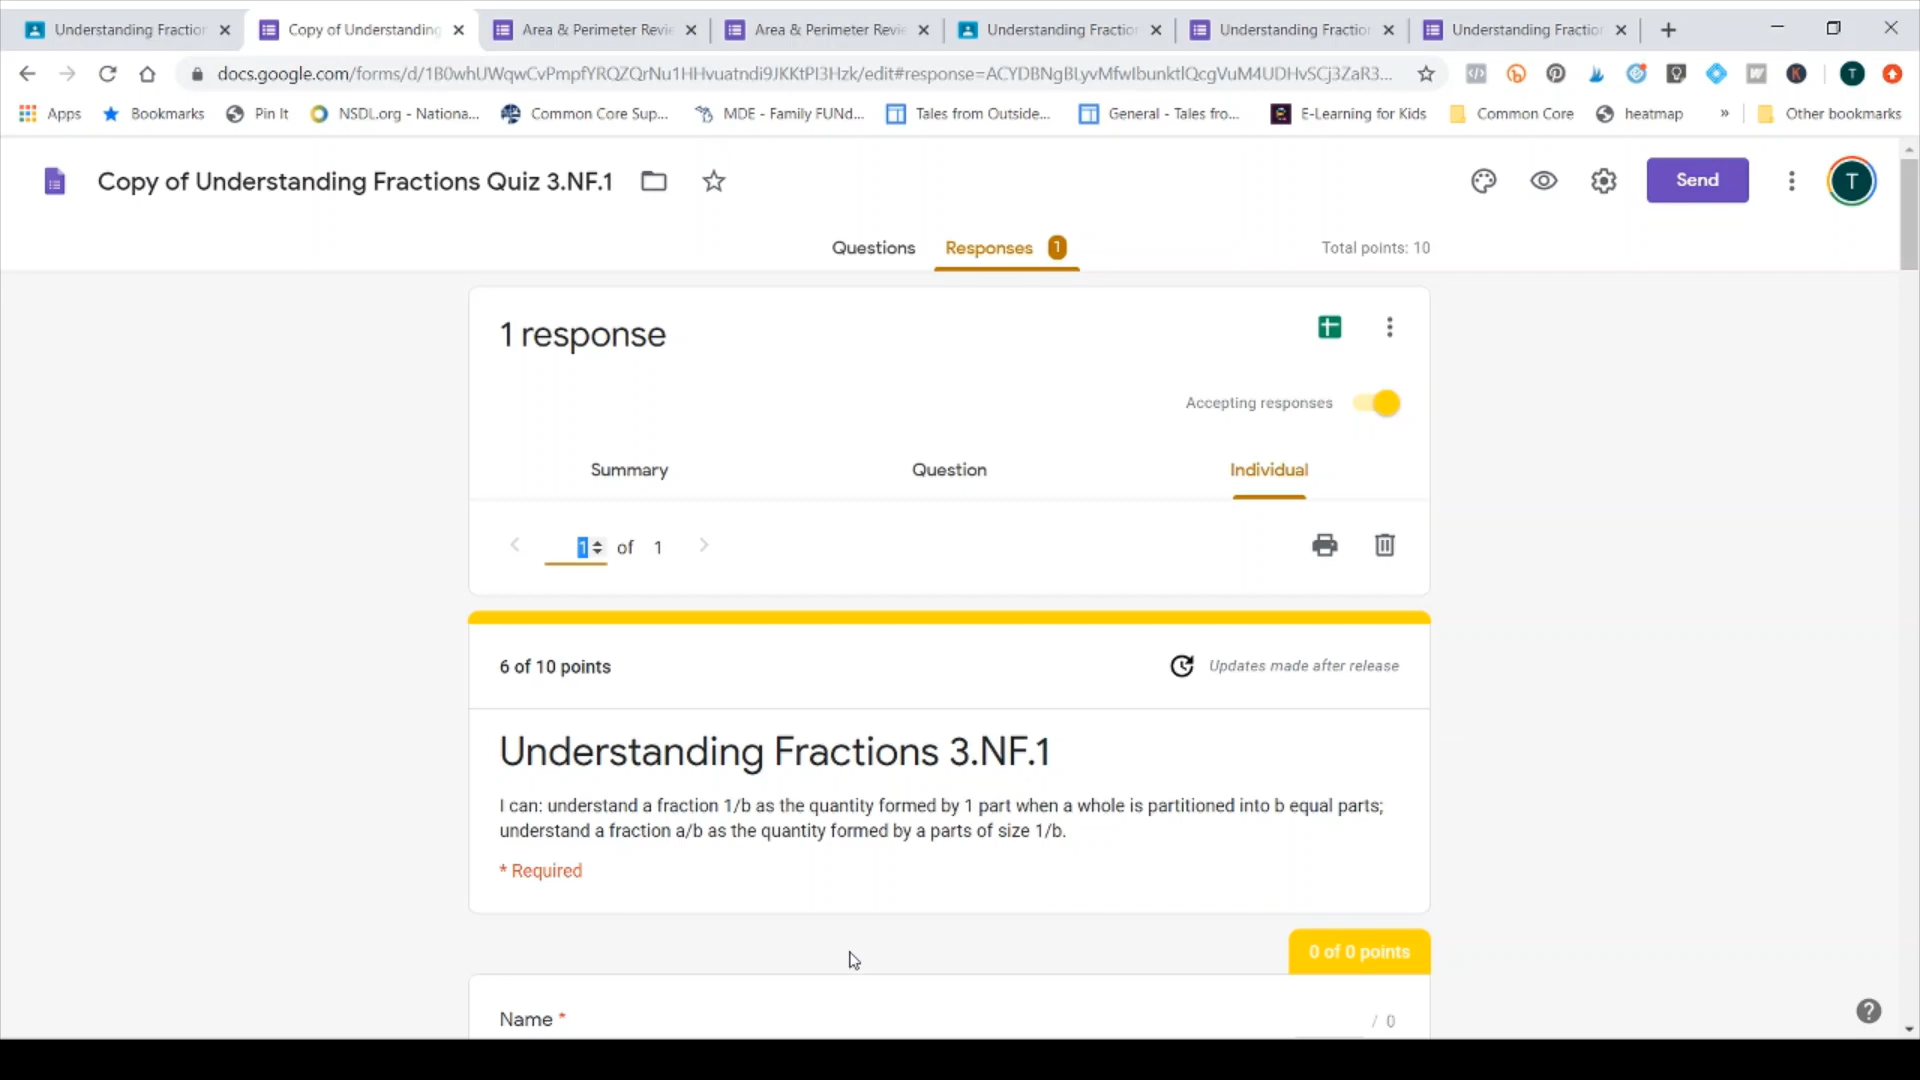 Understanding Fraction
Copy of Understanding
Area & Perimeter Revie
Area & Perimeter Revie
Understanding Fraction
Understanding Fraction
Understanding Fraction
docs.google.com/forms/d/1B0whUWqwCvPmpfYRQZQrNu1HHvuatndi9JKKtPI3Hzk/edit#response=ACYDBNgBLyvMfwIbunktlQcgVuM4UDHvSCj3ZaR3...
Apps
Bookmarks
Pin It
NSDL.org - Nationa...
Common Core Sup...
MDE - Family FUNd...
Tales from Outside...
General - Tales fro...
E-Learning for Kids
Common Core
heatmap
»
Other bookmarks
Copy of Understanding Fractions Quiz 3.NF.1
Send
T
Questions
Responses 1
Total points: 10
1 response
Accepting responses
Summary
Question
Individual
1 of 1
6 of 10 points
Updates made after release
Understanding Fractions 3.NF.1
I can: understand a fraction 1/b as the quantity formed by 1 part when a whole is partitioned into b equal parts;
understand a fraction a/b as the quantity formed by a parts of size 1/b.
* Required
0 of 0 points
Name *
/ 0